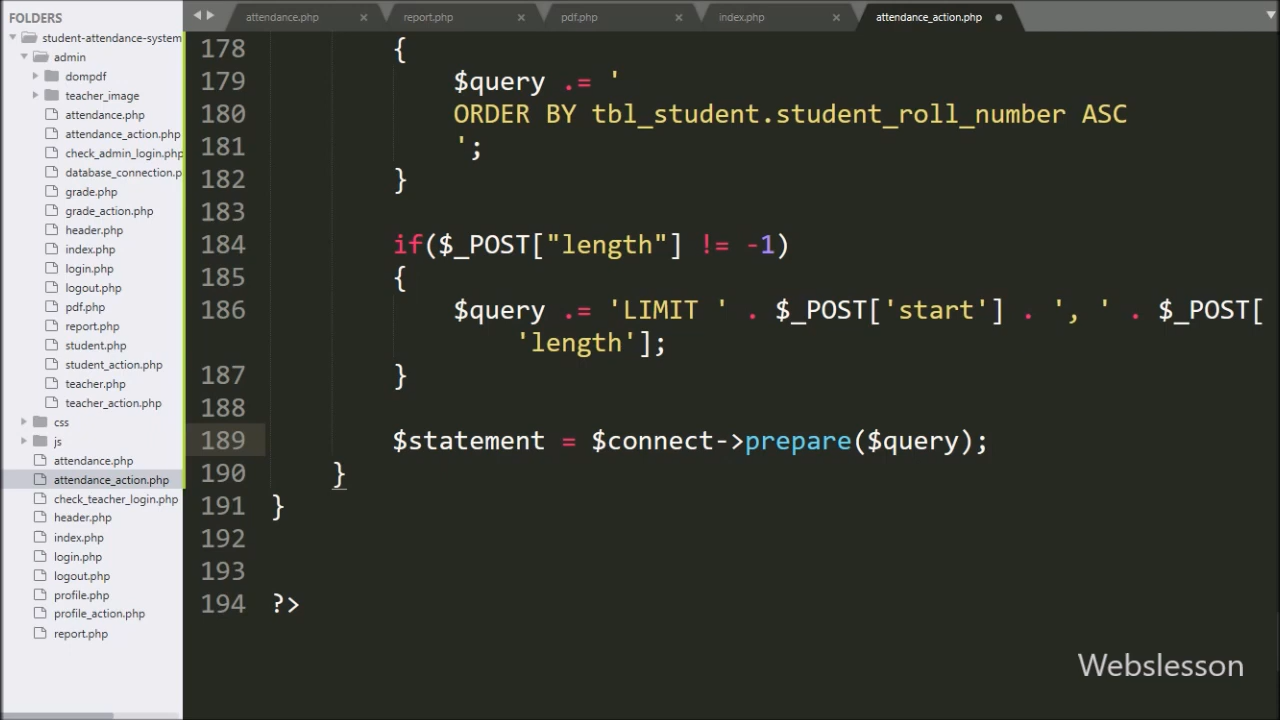 FOLDERS
student-attendance-system
admin
dompdf
teacher_image
attendance.php
attendance_action.php
check_admin_login.php
database_connection.p
grade.php
grade_action.php
header.php
index.php
login.php
logout.php
pdf.php
report.php
student.php
student_action.php
teacher.php
teacher_action.php
css
js
attendance.php
attendance_action.php
check_teacher_login.php
header.php
index.php
login.php
logout.php
profile.php
profile_action.php
report.php
attendance.php × report.php × pdf.php × index.php × attendance_action.php
178 {
179 $query .= '
180 ORDER BY tbl_student.student_roll_number ASC
181 ';
182 }
183
184 if($_POST["length"] != -1)
185 {
186 $query .= 'LIMIT ' . $_POST['start'] . ', ' . $_POST[
'length'];
187 }
188
189 $statement = $connect->prepare($query);
190 }
191 }
192
193
194 ?>
Webslesson